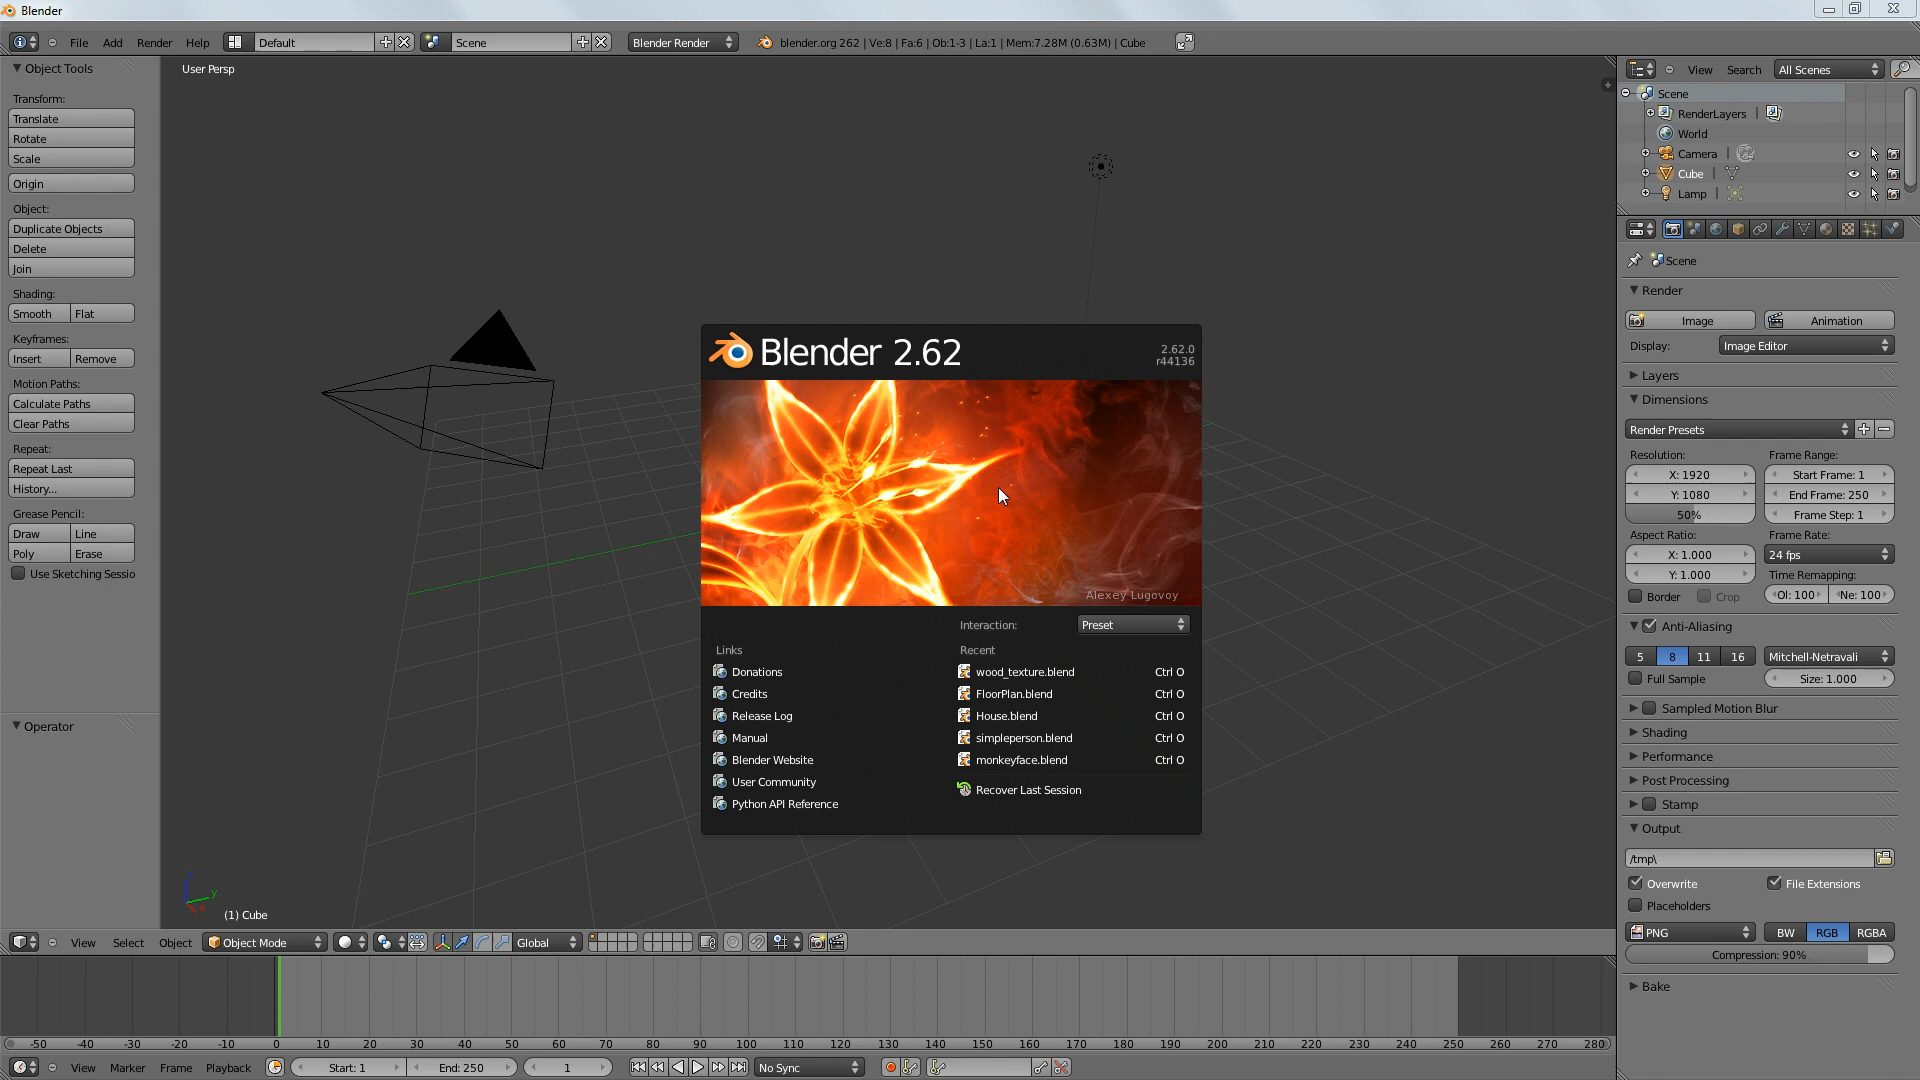 Blender
File Add Render Help Default Scene Blender Render blender.org 262 | Ve:8 | Fa:6 | Ob:1-3 | La:1 | Mem:7.28M (0.63M) | Cube
Object Tools
Transform:
Translate
Rotate
Scale
Origin
Object:
Duplicate Objects
Delete
Join
Shading:
Smooth Flat
Keyframes:
Insert Remove
Motion Paths:
Calculate Paths
Clear Paths
Repeat:
Repeat Last
History...
Grease Pencil:
Draw Line
Poly Erase
Use Sketching Sessio
Operator
User Persp
Blender 2.62
2.62.0
r44136
Alexey Lugovoy
Interaction: Preset
Links
Donations
Credits
Release Log
Manual
Blender Website
User Community
Python API Reference
Recent
wood_texture.blend Ctrl O
FloorPlan.blend Ctrl O
House.blend Ctrl O
simpleperson.blend Ctrl O
monkeyface.blend Ctrl O
Recover Last Session
y
(1) Cube
View Select Object Object Mode Global
-50 -40 -30 -20 -10 0 10 20 30 40 50 60 70 80 90 100 110 120 130 140 150 160 170 180 190 200 210 220 230 240 250 260 270 280
View Marker Frame Playback Start: 1 End: 250 1 No Sync
View Search All Scenes
Scene
RenderLayers |
World
Camera |
Cube |
Lamp |
Scene
Render
Image Animation
Display: Image Editor
Layers
Dimensions
Render Presets
Resolution: Frame Range:
X: 1920 Start Frame: 1
Y: 1080 End Frame: 250
50% Frame Step: 1
Aspect Ratio: Frame Rate:
X: 1.000 24 fps
Y: 1.000 Time Remapping:
Border Crop Ol: 100 Ne: 100
Anti-Aliasing
5 8 11 16 Mitchell-Netravali
Full Sample Size: 1.000
Sampled Motion Blur
Shading
Performance
Post Processing
Stamp
Output
/tmp\
Overwrite File Extensions
Placeholders
PNG BW RGB RGBA
Compression: 90%
Bake